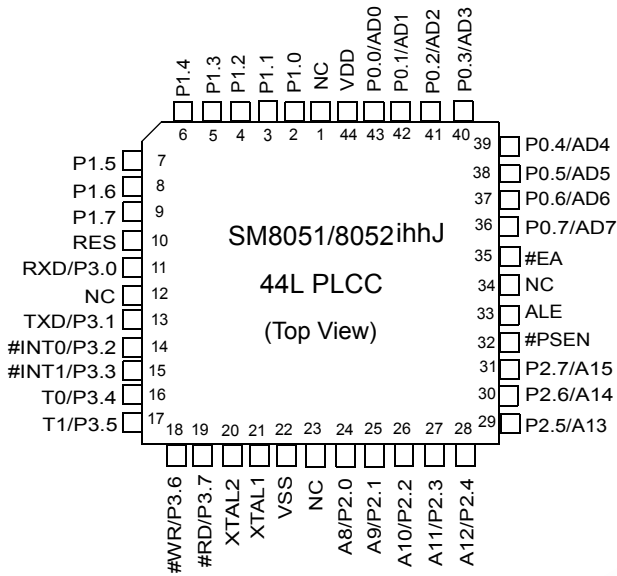 P1.4
P1.3
P1.2
P1.1
P1.0
NC
VDD
P0.0/AD0
P0.1/AD1
P0.2/AD2
P0.3/AD3
6 5 4 3 2 1 44 43 42 41 40
P1.5 7
P1.6 8
P1.7 9
RES 10
RXD/P3.0 11
NC 12
TXD/P3.1 13
#INT0/P3.2 14
#INT1/P3.3 15
T0/P3.4 16
T1/P3.5 17
SM8051/8052ihhJ
44L PLCC
(Top View)
39 P0.4/AD4
38 P0.5/AD5
37 P0.6/AD6
36 P0.7/AD7
35 #EA
34 NC
33 ALE
32 #PSEN
31 P2.7/A15
30 P2.6/A14
29 P2.5/A13
18 19 20 21 22 23 24 25 26 27 28
#WR/P3.6
#RD/P3.7
XTAL2
XTAL1
VSS
NC
A8/P2.0
A9/P2.1
A10/P2.2
A11/P2.3
A12/P2.4